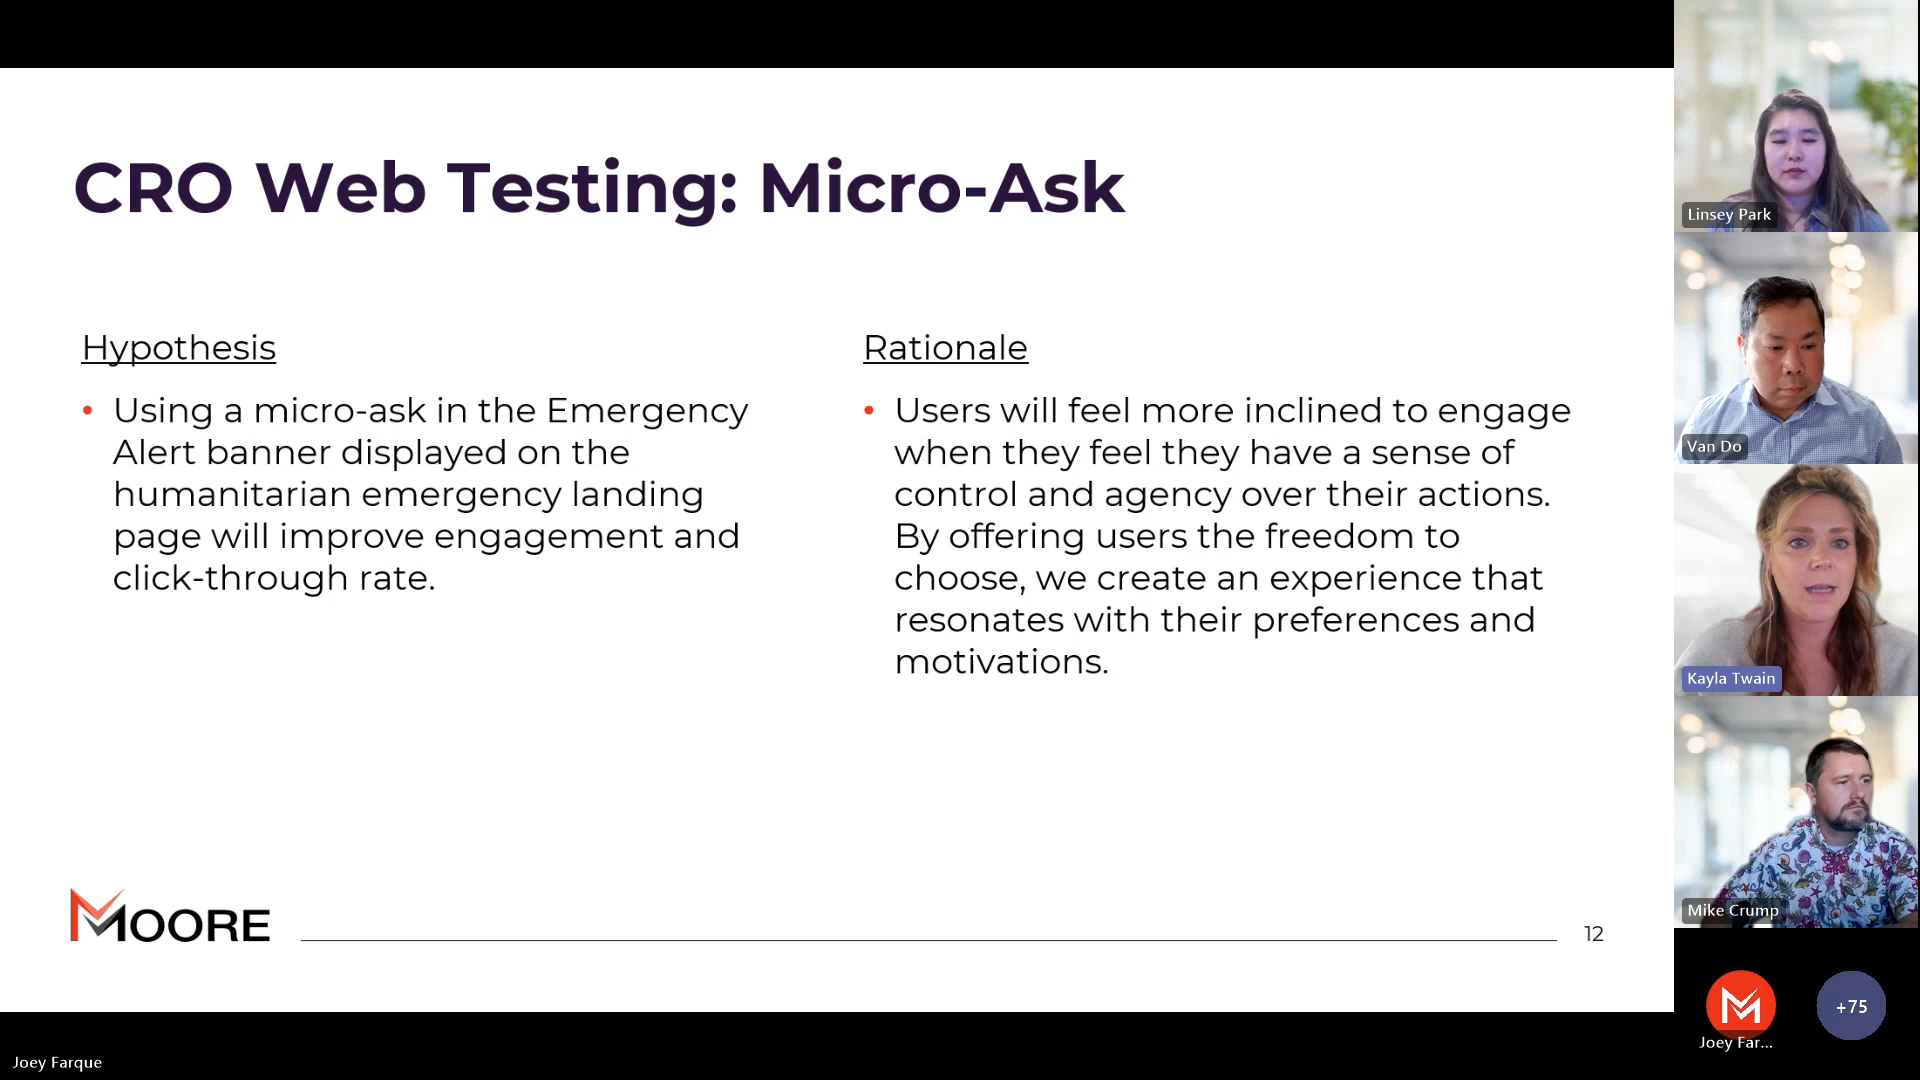 CRO Web Testing: Micro-Ask
Hypothesis
• Using a micro-ask in the Emergency
Alert banner displayed on the
humanitarian emergency landing
page will improve engagement and
click-through rate.
Rationale
• Users will feel more inclined to engage
when they feel they have a sense of
control and agency over their actions.
By offering users the freedom to
choose, we create an experience that
resonates with their preferences and
motivations.
MOORE
12
Linsey Park
Van Do
Kayla Twain
Mike Crump
M
Joey Far...
+75
Joey Farque